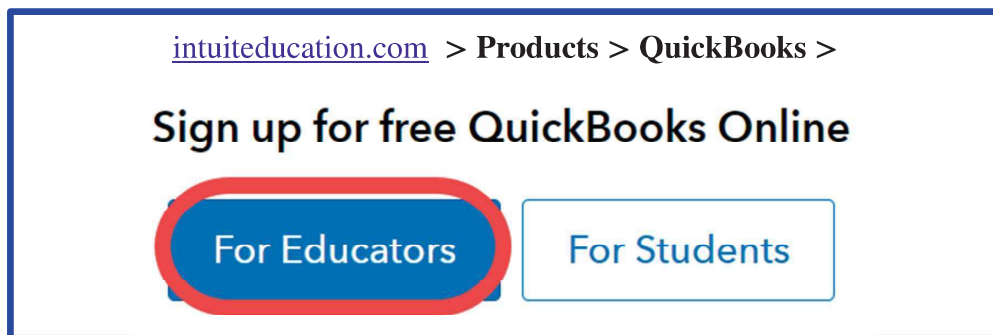 intuiteducation.com > Products > QuickBooks >
Sign up for free QuickBooks Online
For Educators
For Students